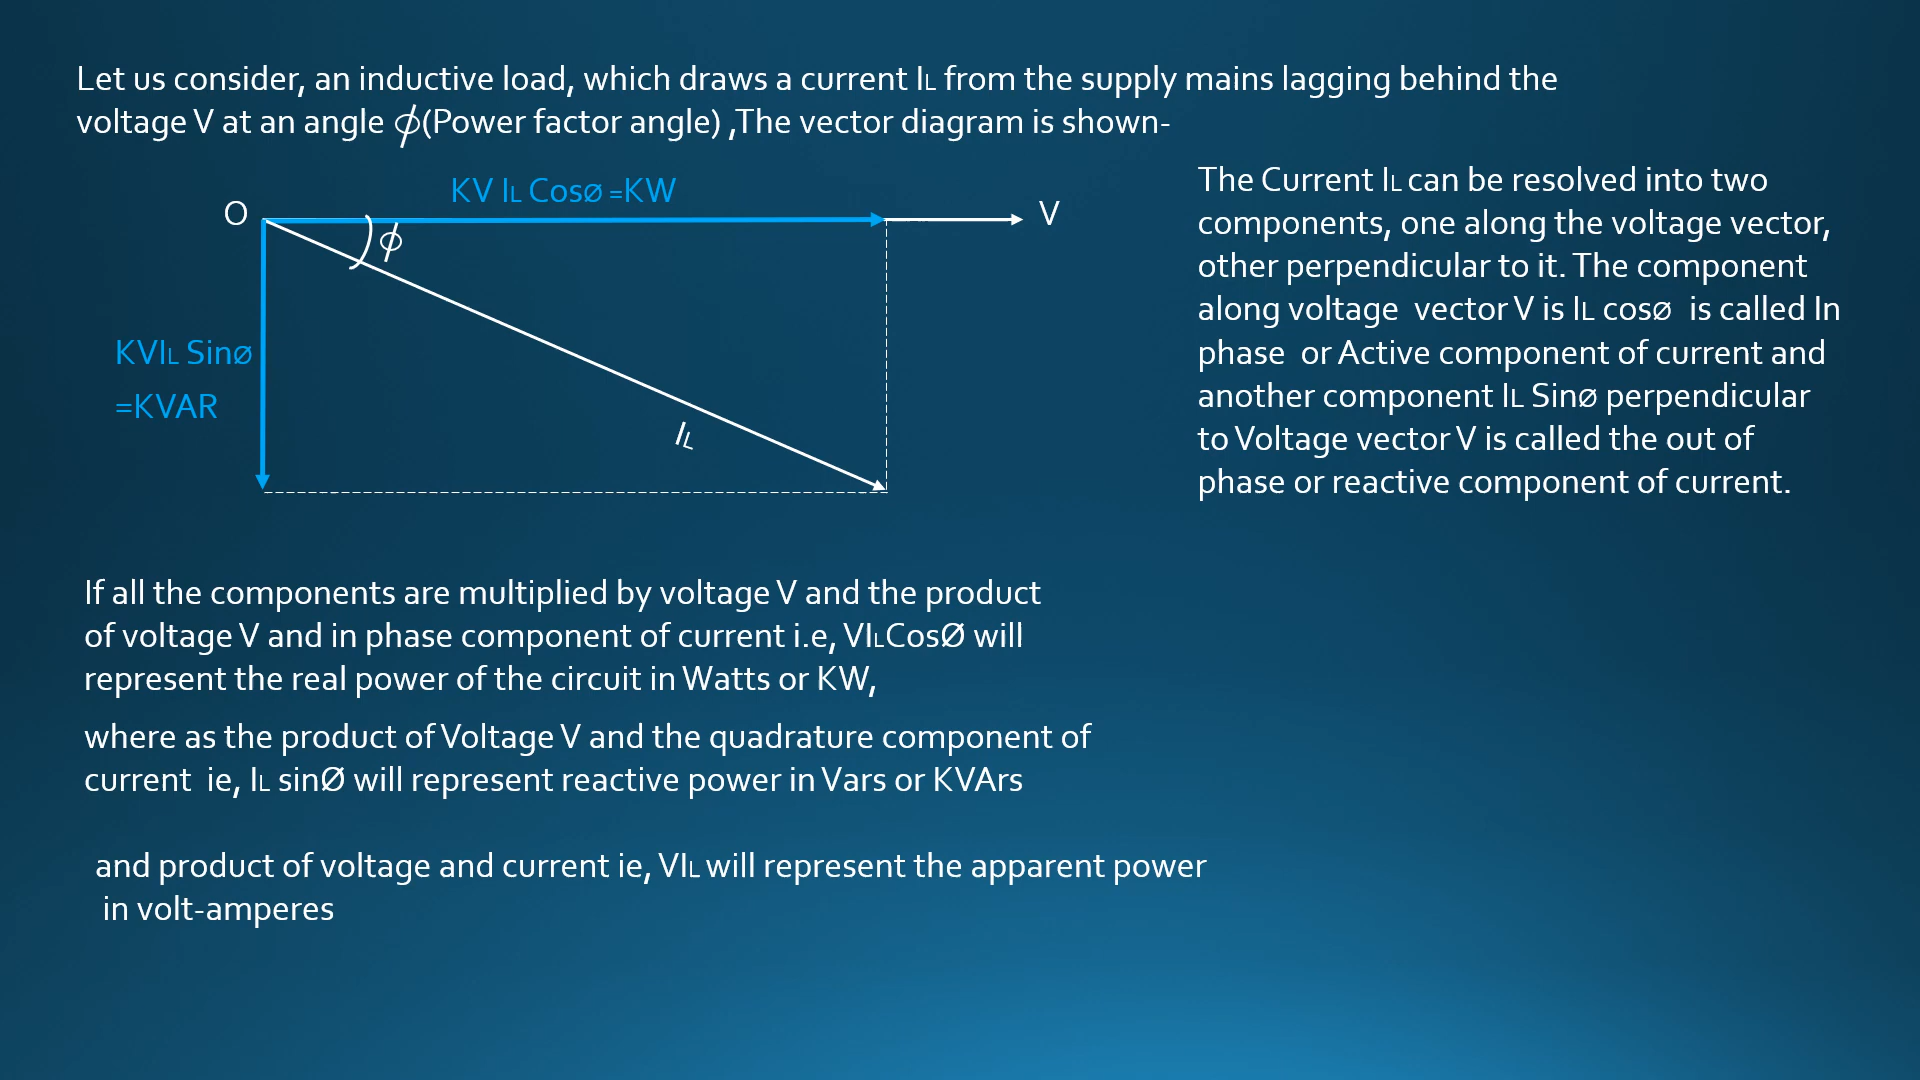 Let us consider, an inductive load, which draws a current IL from the supply mains lagging behind the
voltage V at an angle ϕ(Power factor angle) ,The vector diagram is shown-
KV IL Cosø =KW
O
V
ϕ
KVIL Sinø
=KVAR
IL
The Current IL can be resolved into two
components, one along the voltage vector,
other perpendicular to it. The component
along voltage  vector V is IL cosø  is called In
phase  or Active component of current and
another component IL Sinø perpendicular
to Voltage vector V is called the out of
phase or reactive component of current.
If all the components are multiplied by voltage V and the product
of voltage V and in phase component of current i.e, VILCosØ will
represent the real power of the circuit in Watts or KW,
where as the product of Voltage V and the quadrature component of
current  ie, IL sinØ will represent reactive power in Vars or KVArs
and product of voltage and current ie, VIL will represent the apparent power
in volt-amperes